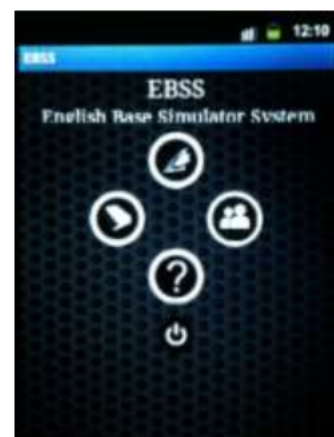 12:10
EBSS
EBSS
English Base Simulator System
?